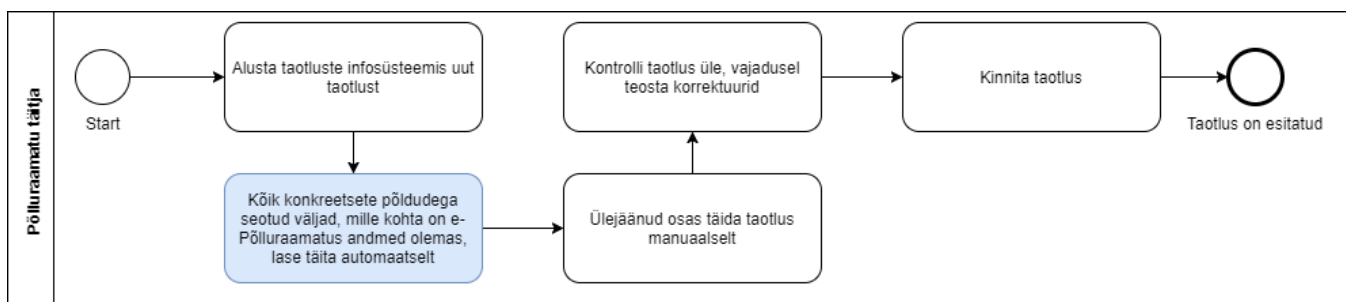 Põlluraamatu täitja
Start
Alusta taotluste infosüsteemis uut
taotlust
Kõik konkreetsete põldudega
seotud väljad, mille kohta on e-
Põlluraamatus andmed olemas,
lase täita automaatselt
Ülejäänud osas täida taotlus
manuaalselt
Kontrolli taotlus üle, vajadusel
teosta korrektuurid
Kinnita taotlus
Taotlus on esitatud